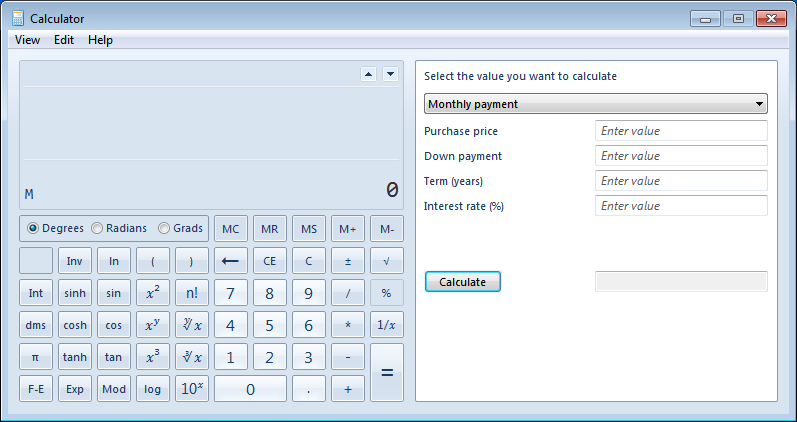 Calculator
View Edit Help
M 0
Degrees Radians Grads MC MR MS M+ M-
Inv ln ( ) ← CE C ± √
Int sinh sin x² n! 7 8 9 / %
dms cosh cos xʸ ʸ√x 4 5 6 * 1/x
π tanh tan x³ ³√x 1 2 3 - =
F-E Exp Mod log 10ˣ 0 . +
Select the value you want to calculate
Monthly payment
Purchase price Enter value
Down payment Enter value
Term (years) Enter value
Interest rate (%) Enter value
Calculate